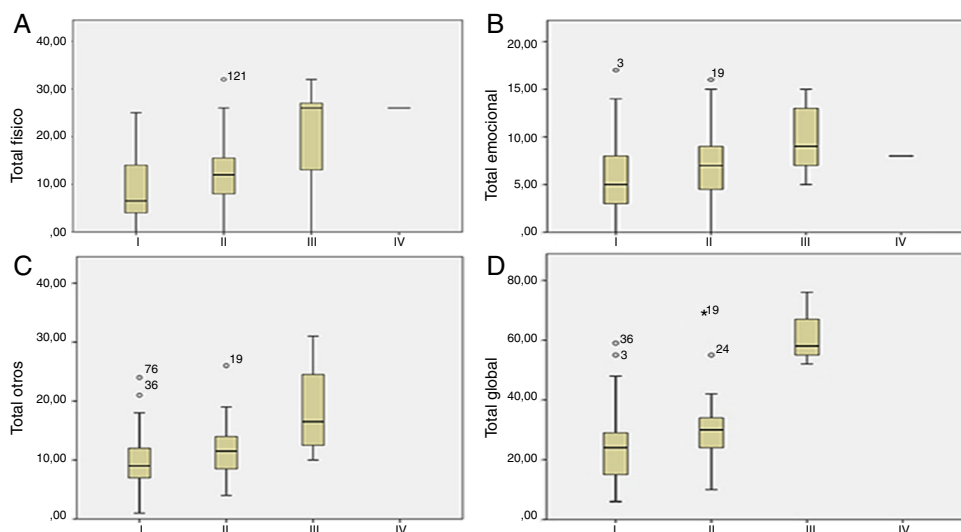 A
Total físico
40,00
30,00
20,00
10,00
,00
121
I II III IV
B
Total emocional
20,00
15,00
10,00
5,00
,00
3
19
I II III IV
C
Total otros
40,00
30,00
20,00
10,00
,00
76
36
19
I II III IV
D
Total global
80,00
60,00
40,00
20,00
,00
36
3
*19
24
I II III IV